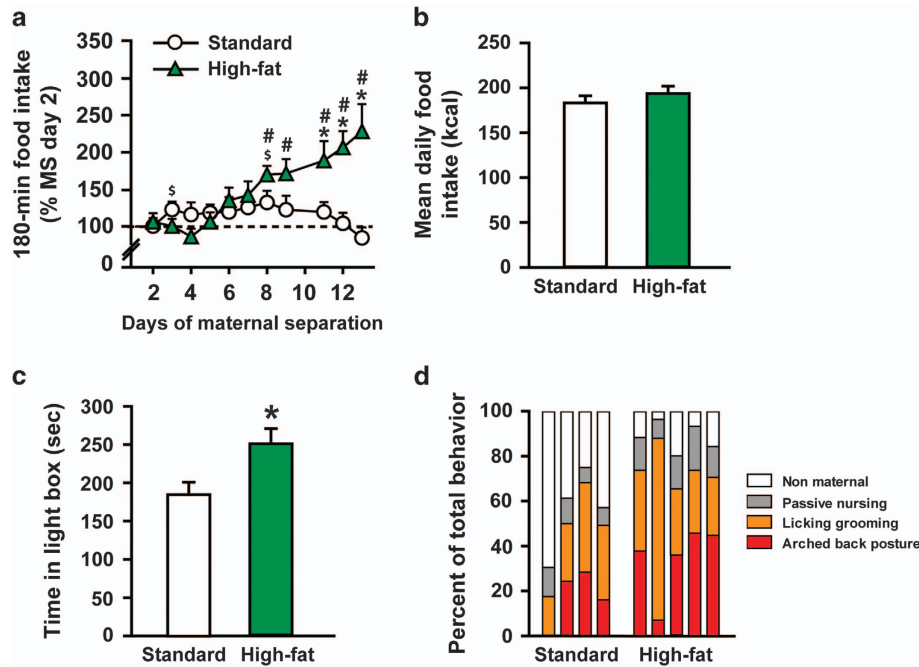 a
180-min food intake
(% MS day 2)
350
300
250
200
150
100
0
Standard
High-fat
$
#
$
#
#
*
#
*
#
*
2 4 6 8 10 12
Days of maternal separation
b
Mean daily food
intake (kcal)
250
200
150
100
50
0
Standard High-fat
c
Time in light box (sec)
300
250
200
150
100
50
0
*
Standard High-fat
d
Percent of total behavior
100
80
60
40
20
0
Standard High-fat
Non maternal
Passive nursing
Licking grooming
Arched back posture